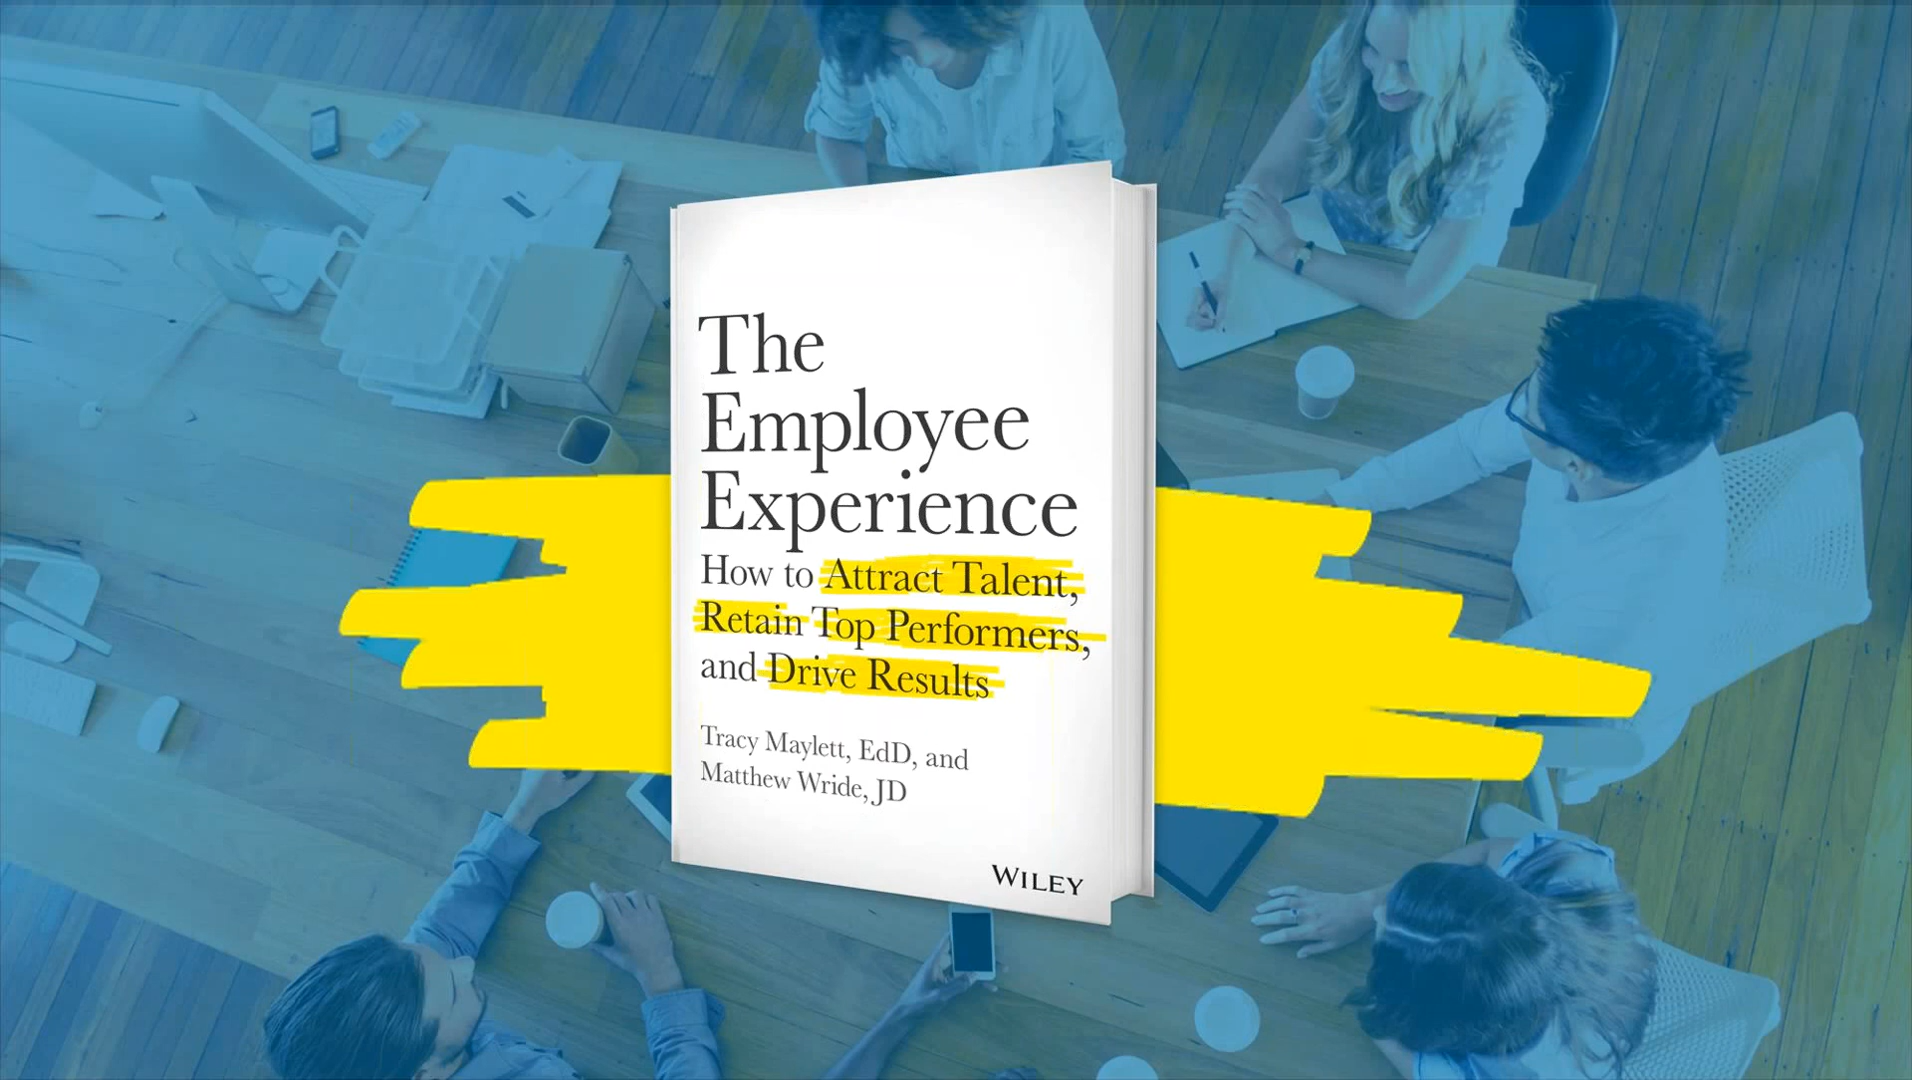 The
Employee
Experience
How to Attract Talent,
Retain Top Performers,
and Drive Results
Tracy Maylett, EdD, and
Matthew Wride, JD
WILEY